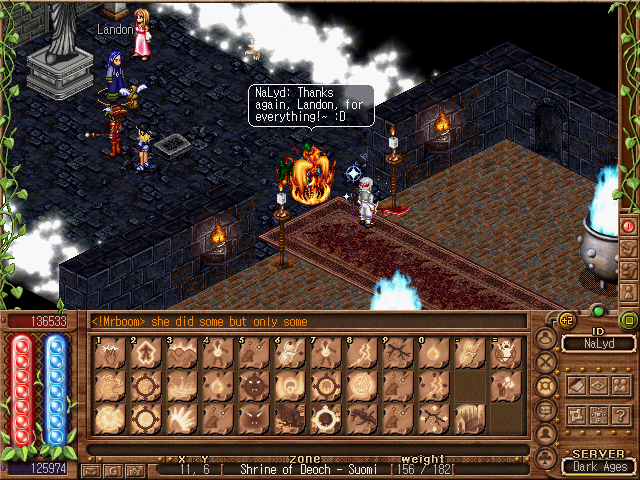 Landon
NaLyd: Thanks
again, Landon, for
everything!~ :D
136533
<!Mrboom> she did some but only some
+2
ID
NaLyd
1 2 3 4 5 6 7 8 9 0 - =
x y zone weight
125974
11, 6 [ Shrine of Deoch - Suomi [156 / 182[
SERVER
Dark Ages